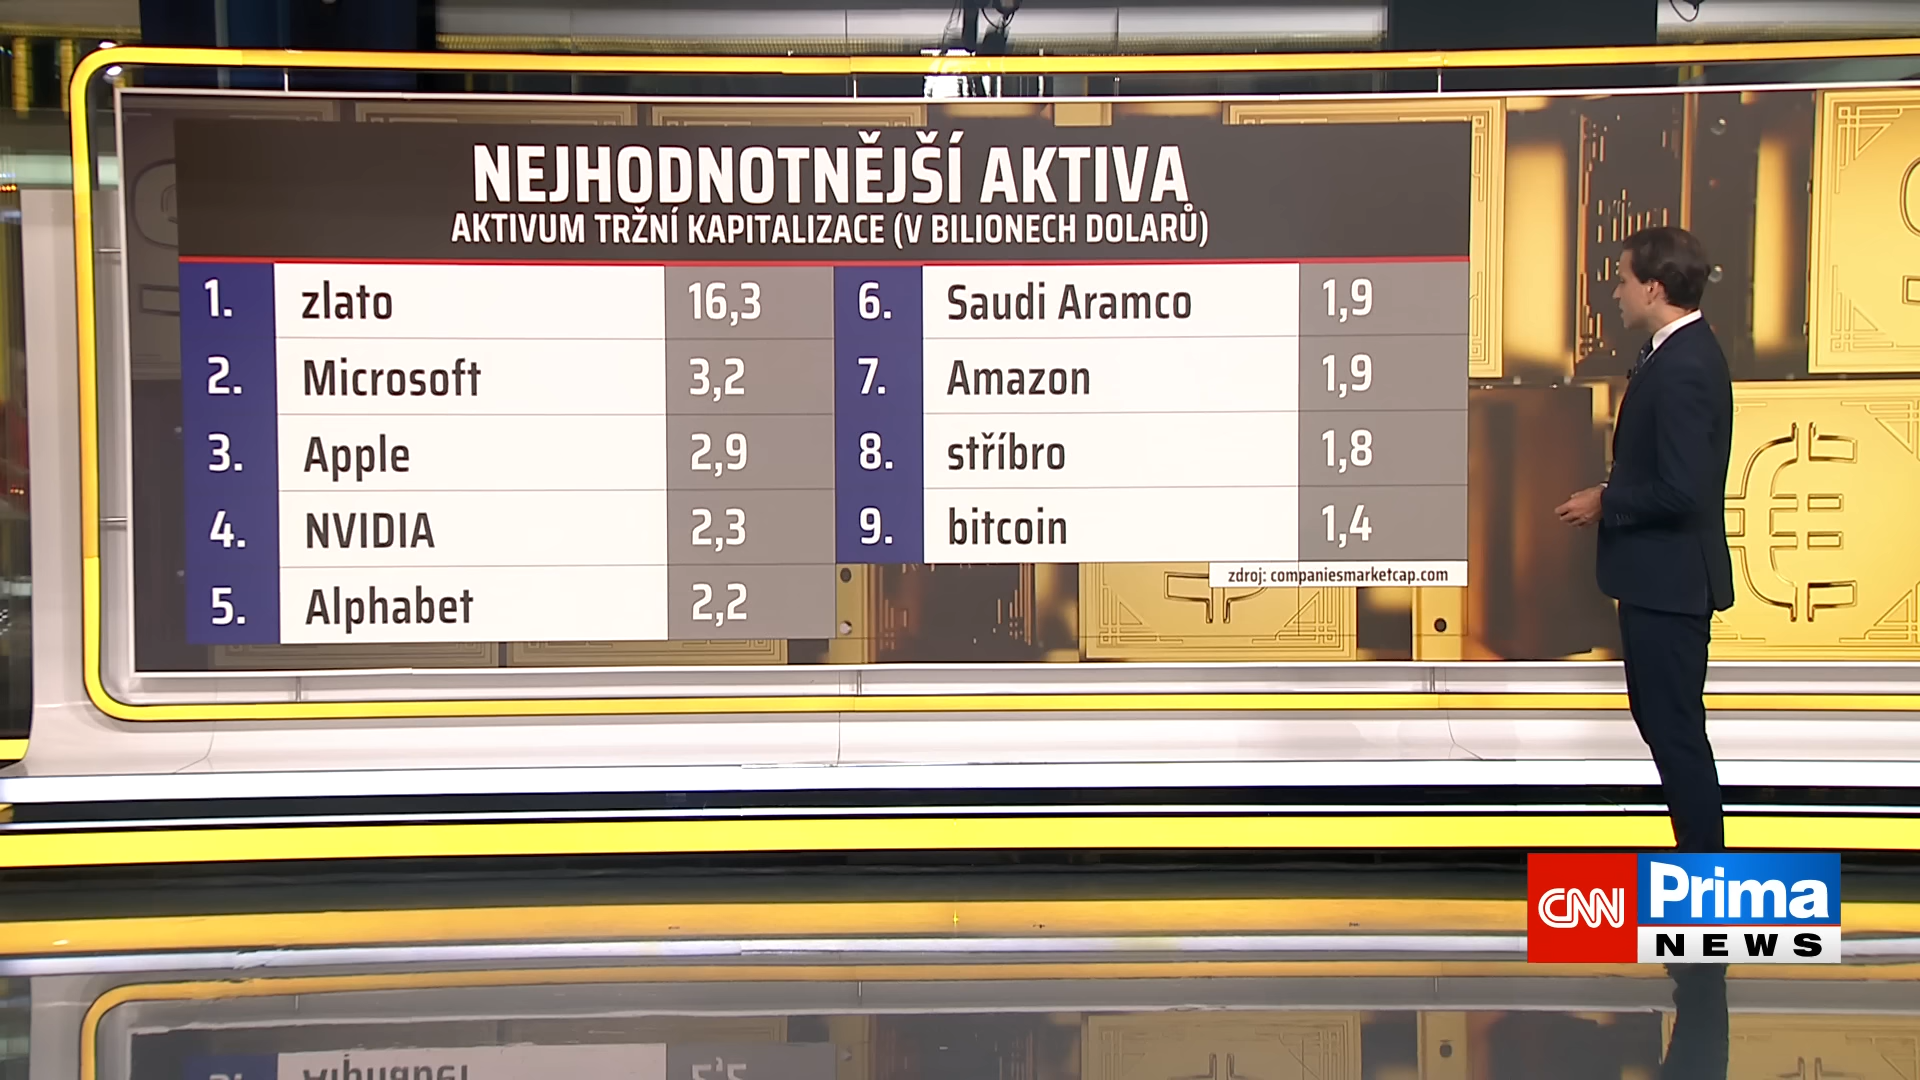 NEJHODNOTNĚJŠÍ AKTIVA
AKTIVUM TRŽNÍ KAPITALIZACE (V BILIONECH DOLARŮ)
1. zlato 16,3
2. Microsoft 3,2
3. Apple 2,9
4. NVIDIA 2,3
5. Alphabet 2,2
6. Saudi Aramco 1,9
7. Amazon 1,9
8. stříbro 1,8
9. bitcoin 1,4
zdroj: companiesmarketcap.com
CNN Prima
NEWS